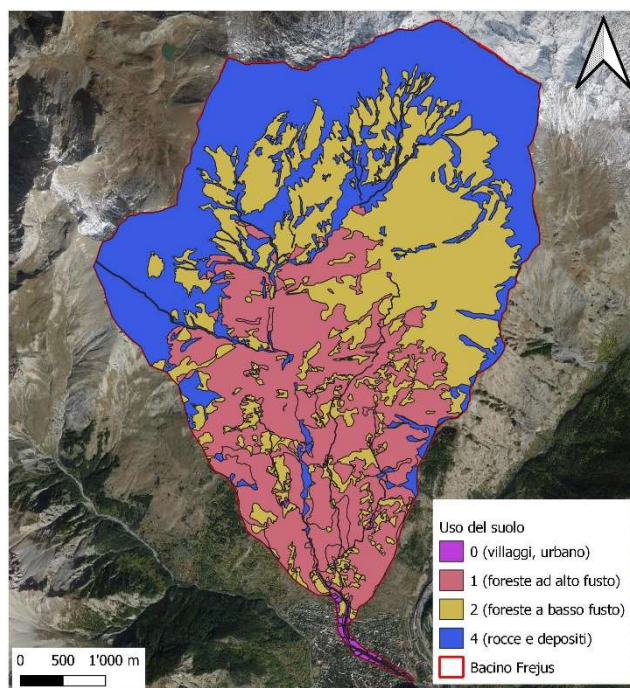 Uso del suolo
0 (villaggi, urbano)
1 (foreste ad alto fusto)
2 (foreste a basso fusto)
4 (rocce e depositi)
Bacino Frejus
0 500 1'000 m